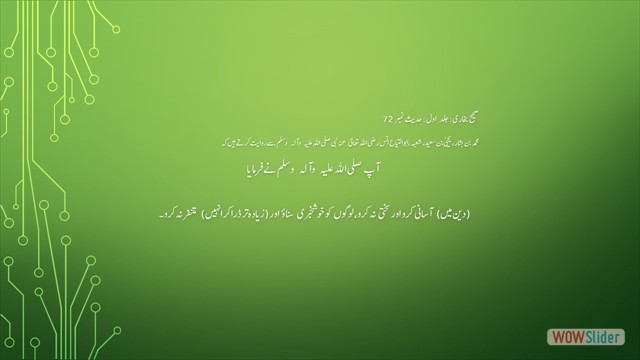 صحیح بخاری: جلد اول: حدیث نمبر 72
محمد بن بشار، یحییٰ بن سعید، شعبہ، ابوالتیاح انس رضی اللہ تعالیٰ عنہ نبی صلی اللہ علیہ وآلہ وسلم سے روایت کرتے ہیں کہ
آپ صلی اللہ علیہ وآلہ وسلم نے فرمایا
(دین میں) آسانی کرو اور سختی نہ کرو، لوگوں کو خوشخبری سناؤ اور (زیادہ تر ڈرا کر انہیں) متنفر نہ کرو۔
WOWSlider